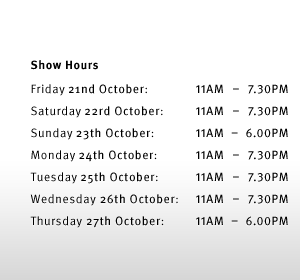 Show Hours
Friday 21nd October: 11AM – 7.30PM
Saturday 22rd October: 11AM – 7.30PM
Sunday 23th October: 11AM – 6.00PM
Monday 24th October: 11AM – 7.30PM
Tuesday 25th October: 11AM – 7.30PM
Wednesday 26th October: 11AM – 7.30PM
Thursday 27th October: 11AM – 6.00PM